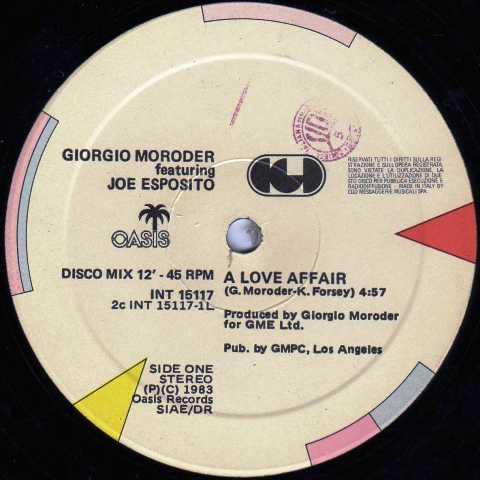 GIORGIO MORODER
featuring
JOE ESPOSITO
OASIS
DISCO MIX 12' - 45 RPM
INT 15117
2c INT 15117-1L
SIDE ONE
STEREO
(P)(C) 1983
Oasis Records
SIAE/DR
RISERVATI TUTTI I DIRITTI SULLA REGI
STRAZIONE E SULL'OPERA REGISTRATA.
SONO VIETATE LA DUPLICAZIONE, LA
LOCAZIONE E L'UTILIZZAZIONE DI QUE
STO DISCO PER PUBBLICA ESECUZIONE E
RADIODIFFUSIONE - MADE IN ITALY BY
CGD MESSAGGERIE MUSICALI SPA.
A LOVE AFFAIR
(G. Moroder-K. Forsey) 4:57
Produced by Giorgio Moroder
for GME Ltd.
Pub. by GMPC, Los Angeles